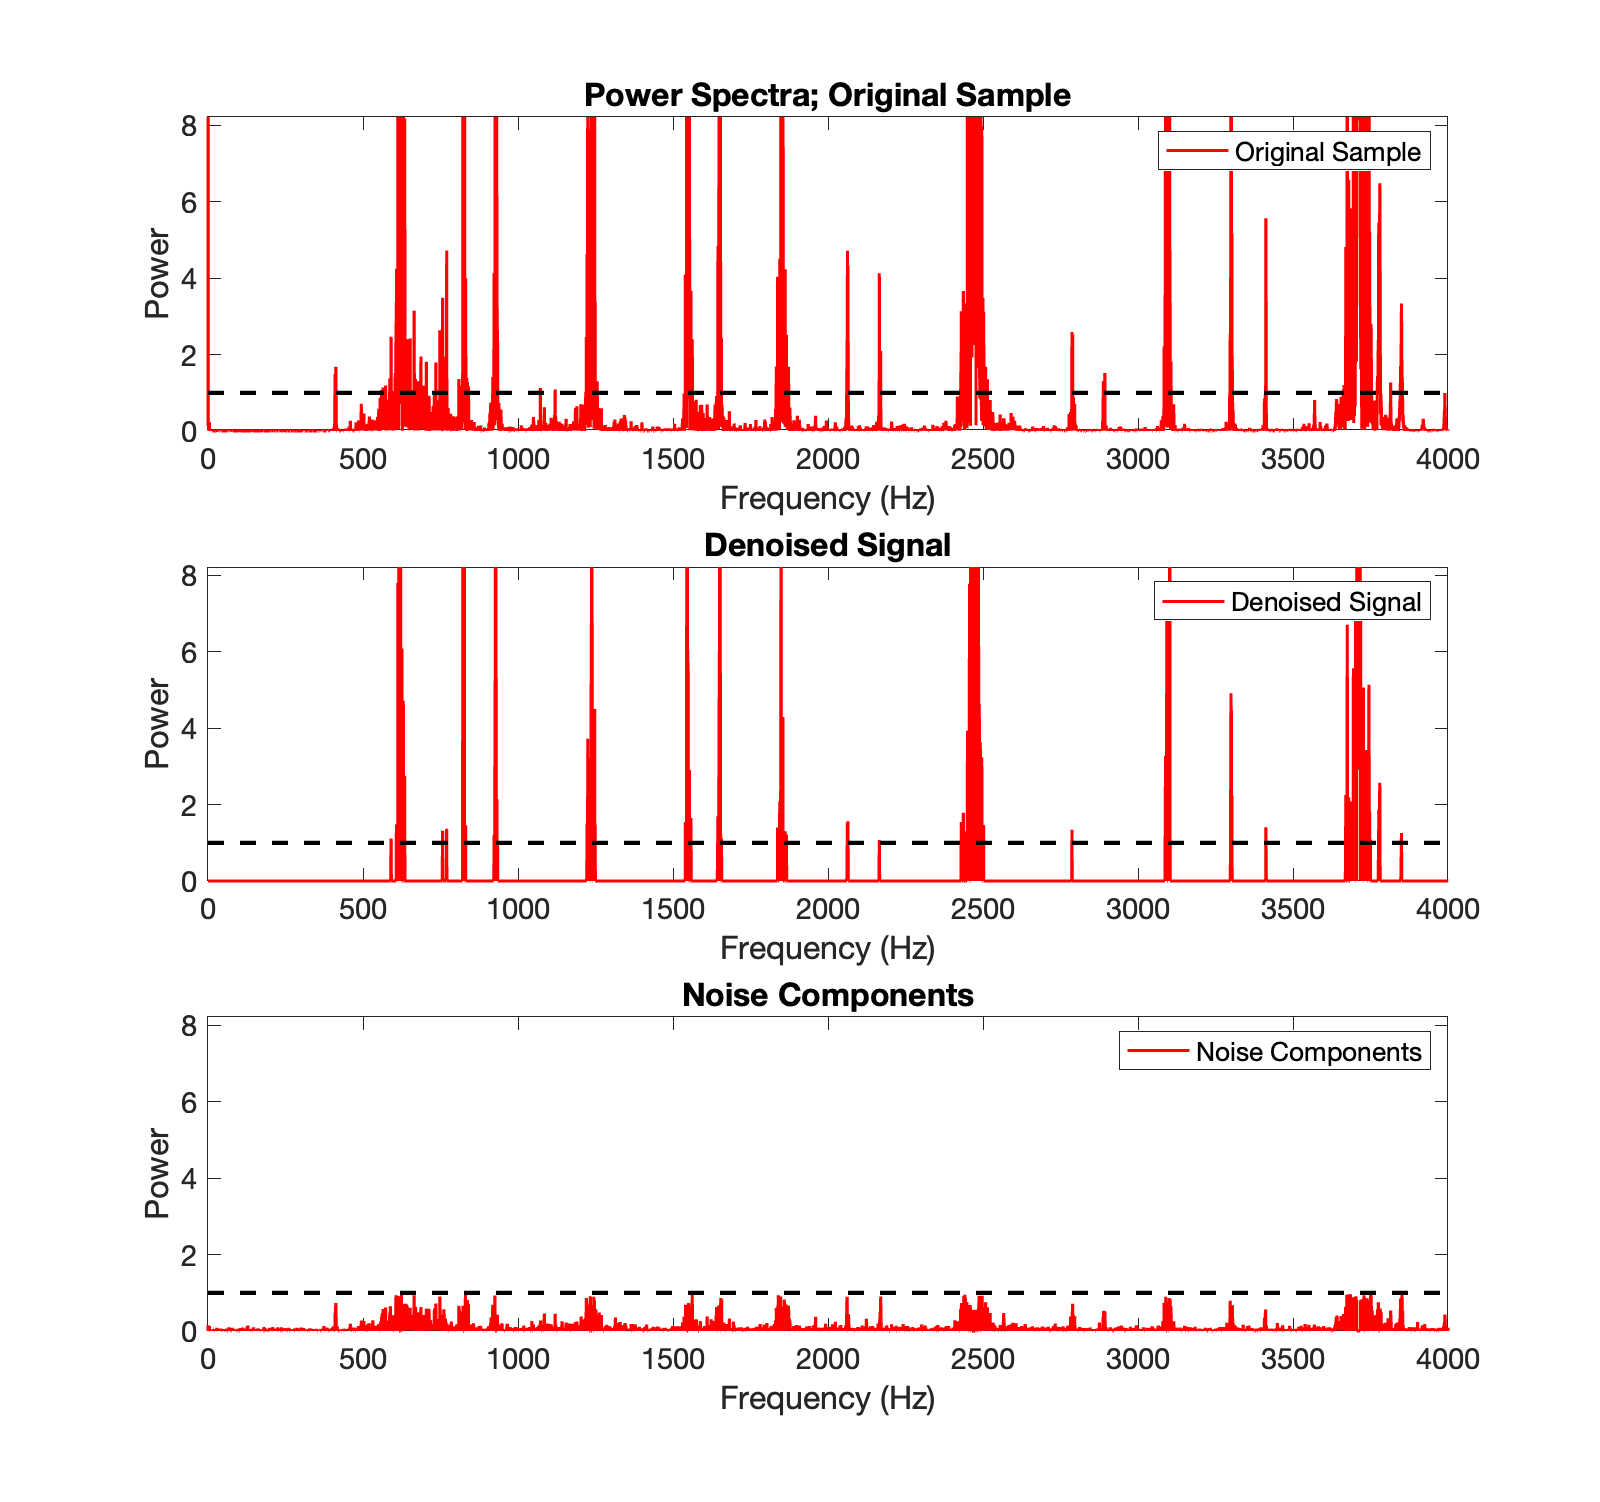 Power Spectra; Original Sample
8
6
4
2
0
Power
Original Sample
0 500 1000 1500 2000 2500 3000 3500 4000
Frequency (Hz)
Denoised Signal
8
6
4
2
0
Power
Denoised Signal
0 500 1000 1500 2000 2500 3000 3500 4000
Frequency (Hz)
Noise Components
8
6
4
2
0
Power
Noise Components
0 500 1000 1500 2000 2500 3000 3500 4000
Frequency (Hz)